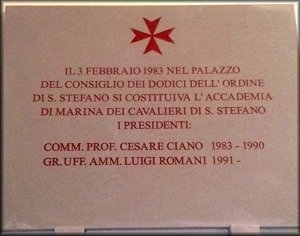 IL 3 FEBBRAIO 1983 NEL PALAZZO
DEL CONSIGLIO DEI DODICI DELL' ORDINE
DI S. STEFANO SI COSTITUIVA L'ACCADEMIA
DI MARINA DEI CAVALIERI DI S. STEFANO
I PRESIDENTI:
COMM. PROF. CESARE CIANO 1983 - 1990
GR. UFF. AMM. LUIGI ROMANI 1991 -